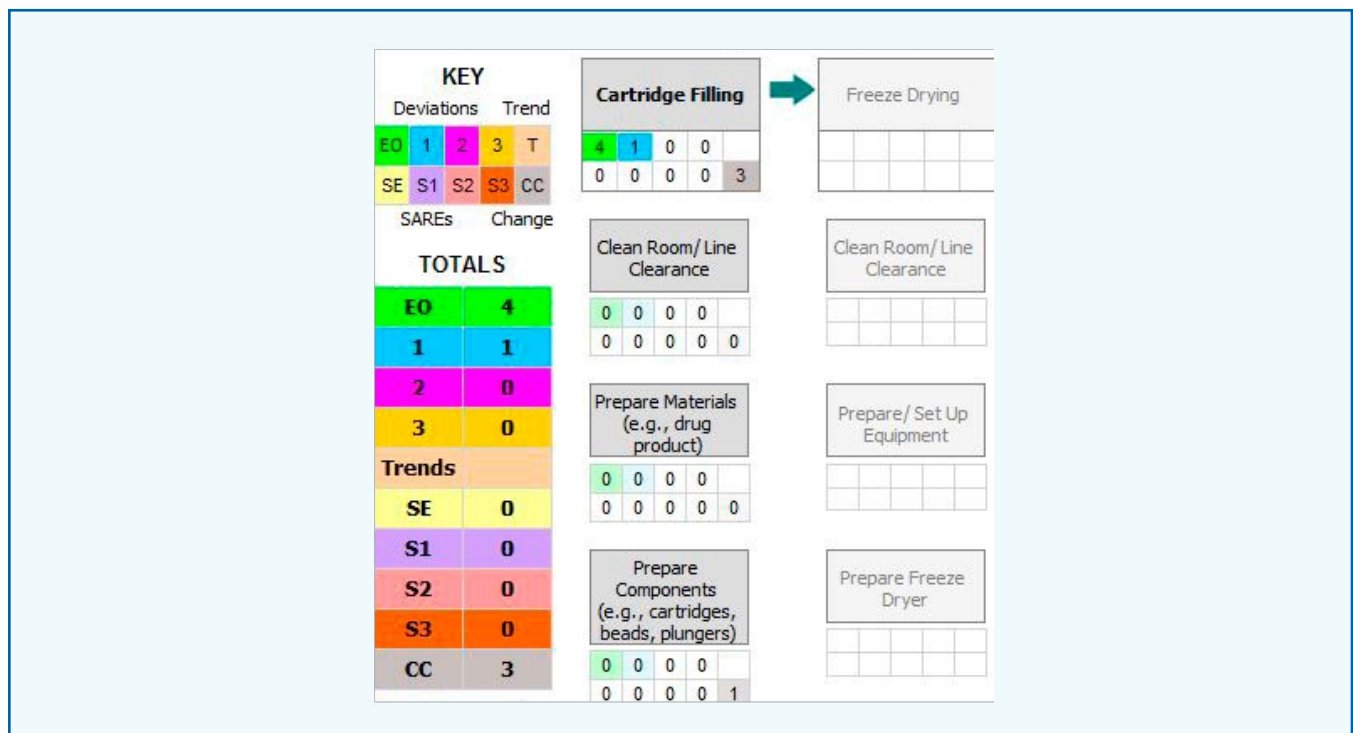 KEY
Deviations Trend
EO 1 2 3 T
SE S1 S2 S3 CC
SAREs Change
TOTALS
EO 4
1 1
2 0
3 0
Trends
SE 0
S1 0
S2 0
S3 0
CC 3
Cartridge Filling
4 1 0 0
0 0 0 0 3
Clean Room/ Line
Clearance
0 0 0 0
0 0 0 0 0
Prepare Materials
(e.g., drug
product)
0 0 0 0
0 0 0 0 0
Prepare
Components
(e.g., cartridges,
beads, plungers)
0 0 0 0
0 0 0 0 1
Freeze Drying
Clean Room/ Line
Clearance
Prepare/ Set Up
Equipment
Prepare Freeze
Dryer